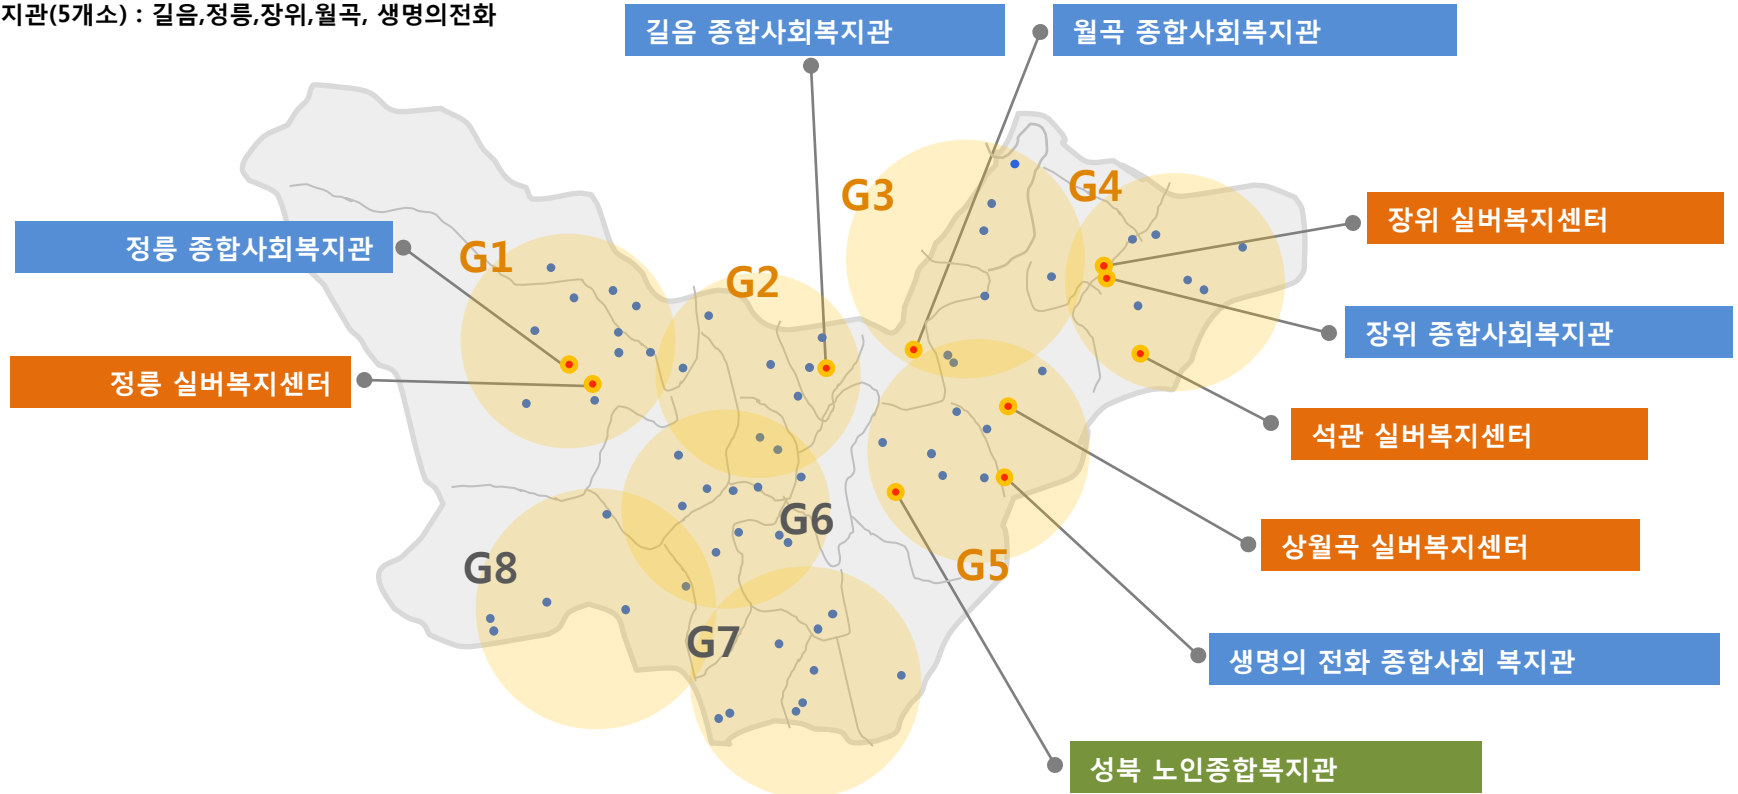 지관(5개소) : 길음,정릉,장위,월곡, 생명의전화
길음 종합사회복지관
월곡 종합사회복지관
G3
G4
장위 실버복지센터
정릉 종합사회복지관
G1
G2
장위 종합사회복지관
정릉 실버복지센터
석관 실버복지센터
G6
상월곡 실버복지센터
G8
G5
G7
생명의 전화 종합사회 복지관
성북 노인종합복지관